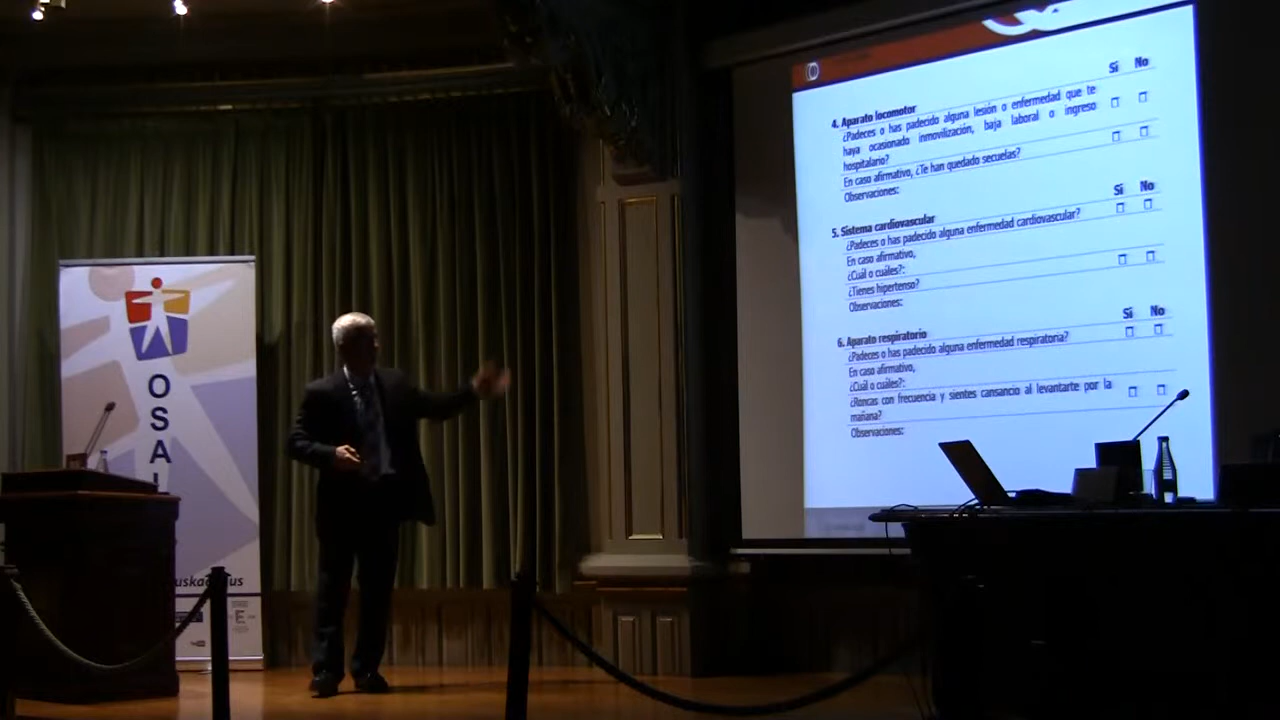 Sí No
4. Aparato locomotor
¿Padeces o has padecido alguna lesión o enfermedad que te
haya ocasionado inmovilización, baja laboral o ingreso
hospitalario?
En caso afirmativo, ¿Te han quedado secuelas?
Observaciones:
Sí No
5. Sistema cardiovascular
¿Padeces o has padecido alguna enfermedad cardiovascular?
En caso afirmativo,
¿Cuál o cuáles?:
¿Tienes hipertenso?
Observaciones:
Sí No
6. Aparato respiratorio
¿Padeces o has padecido alguna enfermedad respiratoria?
En caso afirmativo,
¿Cuál o cuáles?:
¿Roncas con frecuencia y sientes cansancio al levantarte por la
mañana?
Observaciones:
OSA